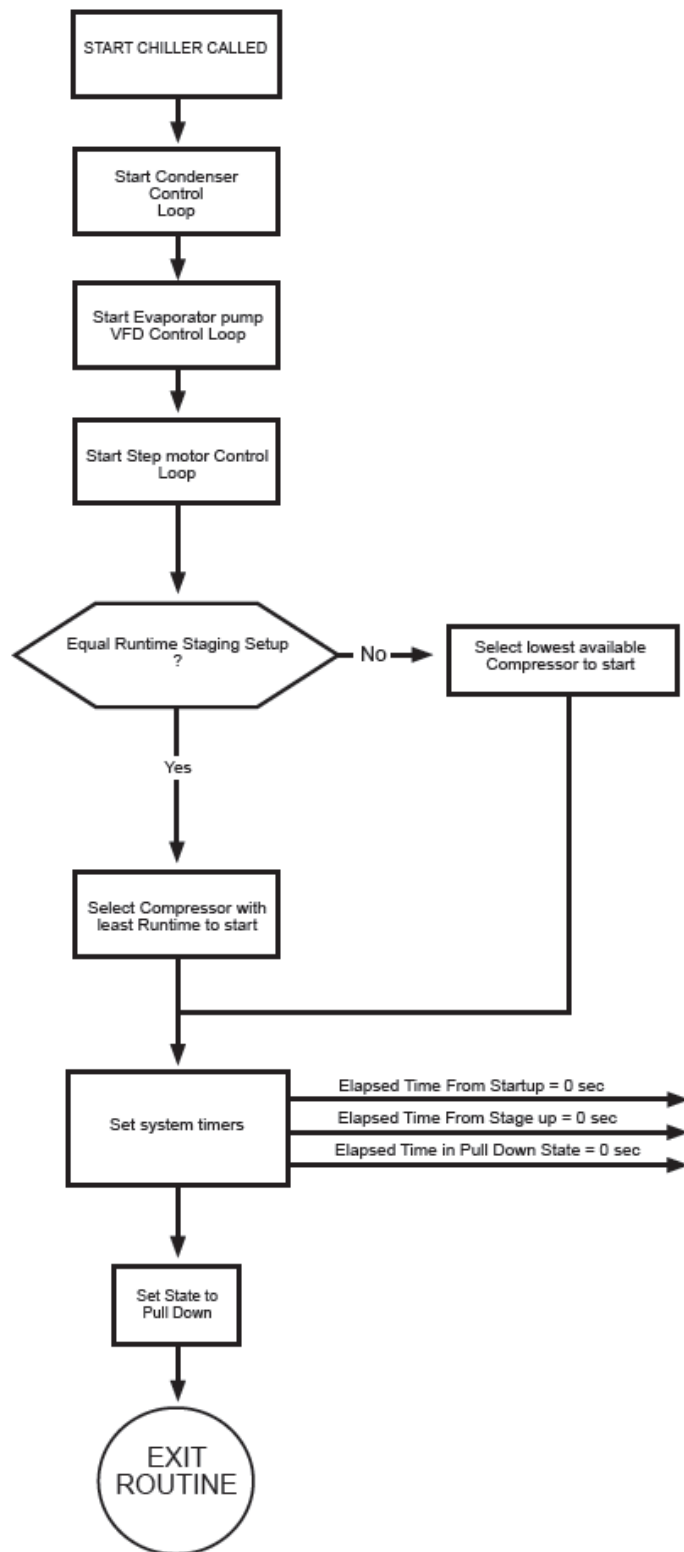 START CHILLER CALLED
Start Condenser
Control
Loop
Start Evaporator pump
VFD Control Loop
Start Step motor Control
Loop
Equal Runtime Staging Setup
?
No
Select lowest available
Compressor to start
Yes
Select Compressor with
least Runtime to start
Set system timers
Elapsed Time From Startup = 0 sec
Elapsed Time From Stage up = 0 sec
Elapsed Time in Pull Down State = 0 sec
Set State to
Pull Down
EXIT
ROUTINE